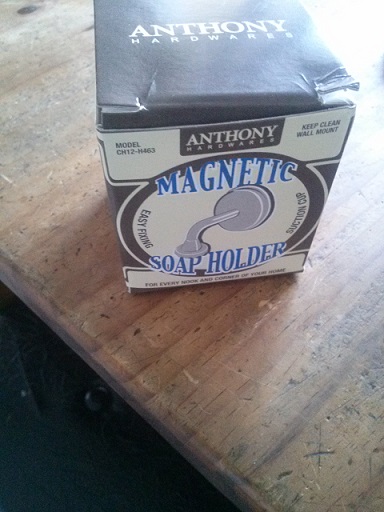 ANTHONY
HARDWARES
MODEL
CH12-H463
ANTHONY
HARDWARES
KEEP CLEAN
WALL MOUNT
MAGNETIC
EASY FIXING
SUCTION CUP
SOAP HOLDER
FOR EVERY NOOK AND CORNER OF YOUR HOME